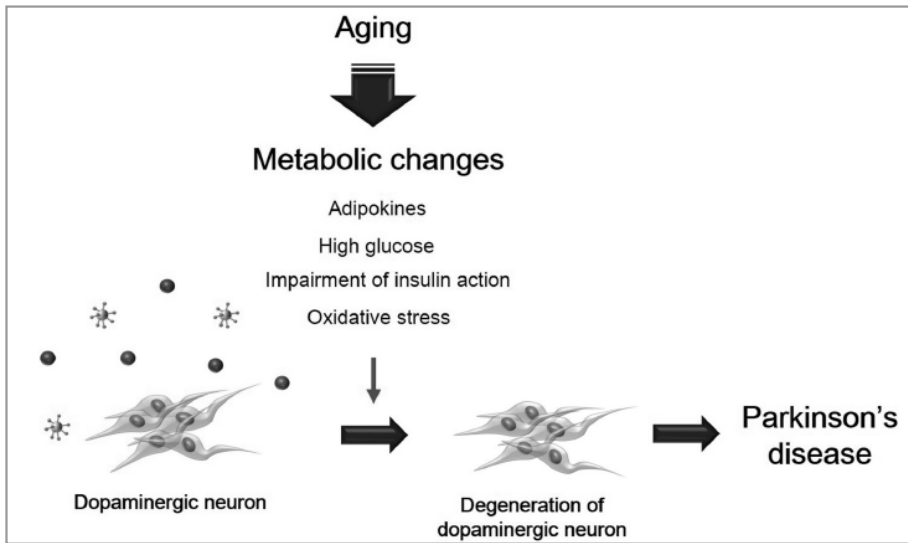 Aging
Metabolic changes
Adipokines
High glucose
Impairment of insulin action
Oxidative stress
Dopaminergic neuron
Degeneration of
dopaminergic neuron
Parkinson's
disease